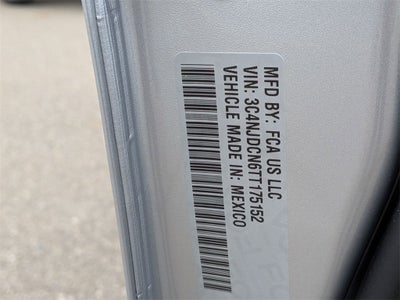 MFD BY: FCA US LLC
VIN: 3C4NJDCN6TT175152
VEHICLE MADE IN: MEXICO